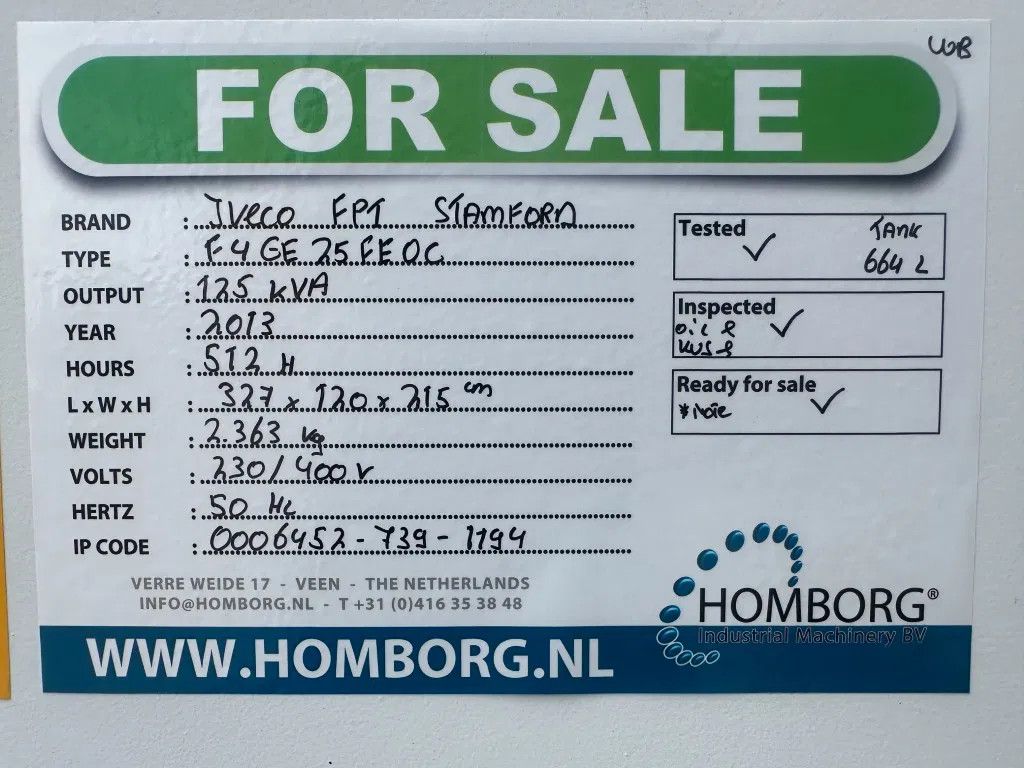 WB
FOR SALE
BRAND : IVECO FPT STAMFORD
TYPE : F4GE25FEOC
OUTPUT : 125 kVA
YEAR : 2013
HOURS : 512 H
L x W x H : 327 x 120 x 215 cm
WEIGHT : 2.363 kg
VOLTS : 230/400V
HERTZ : 50 Hz
IP CODE : 0006452-739-1194
Tested ✓ TANK
664 L
Inspected ✓
oil &
Ready for sale ✓
VERRE WEIDE 17 - VEEN - THE NETHERLANDS
INFO@HOMBORG.NL - T +31 (0)416 35 38 48
WWW.HOMBORG.NL
HOMBORG®
Industrial Machinery BV